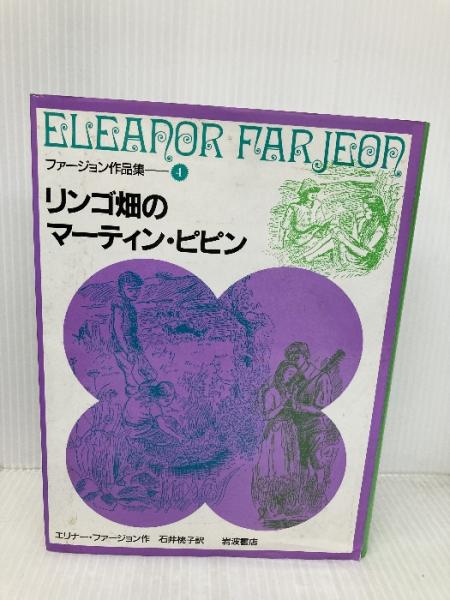 ELEANOR FARJEON
ファージョン作品集——4
リンゴ畑の
マーティン・ピピン
エリナー・ファージョン作 石井桃子訳 岩波書店